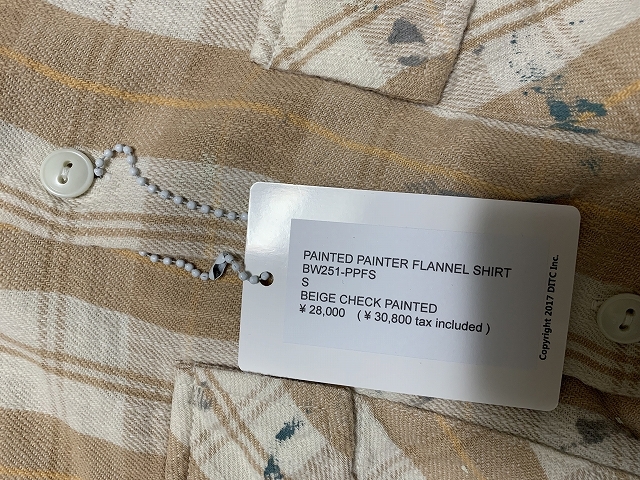 PAINTED PAINTER FLANNEL SHIRT
BW251-PPFS
S
BEIGE CHECK PAINTED
¥ 28,000 ( ¥ 30,800 tax included )
Copyright 2017 DITC Inc.